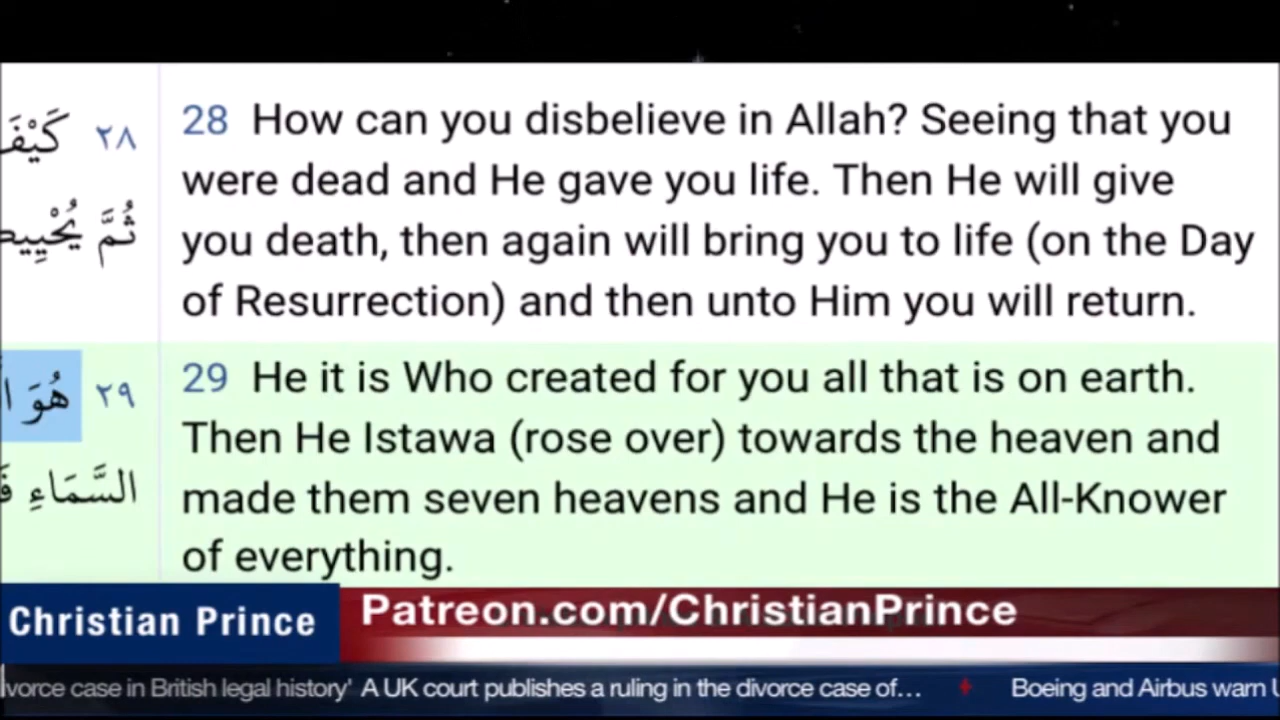 ٢٨ كَيْفَ
ثُمَّ
28 How can you disbelieve in Allah? Seeing that you
were dead and He gave you life. Then He will give
you death, then again will bring you to life (on the Day
of Resurrection) and then unto Him you will return.
٢٩ هُوَ
السَّمَاءِ
29 He it is Who created for you all that is on earth.
Then He Istawa (rose over) towards the heaven and
made them seven heavens and He is the All-Knower
of everything.
Christian Prince
Patreon.com/ChristianPrince
vorce case in British legal history' A UK court publishes a ruling in the divorce case of... Boeing and Airbus warn U